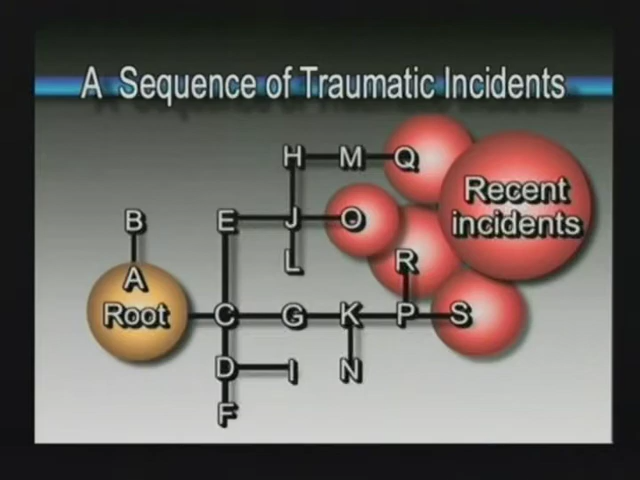 A Sequence of Traumatic Incidents
H M Q
Recent
incidents
B E J O
L R
A
Root C G K P S
D I N
F